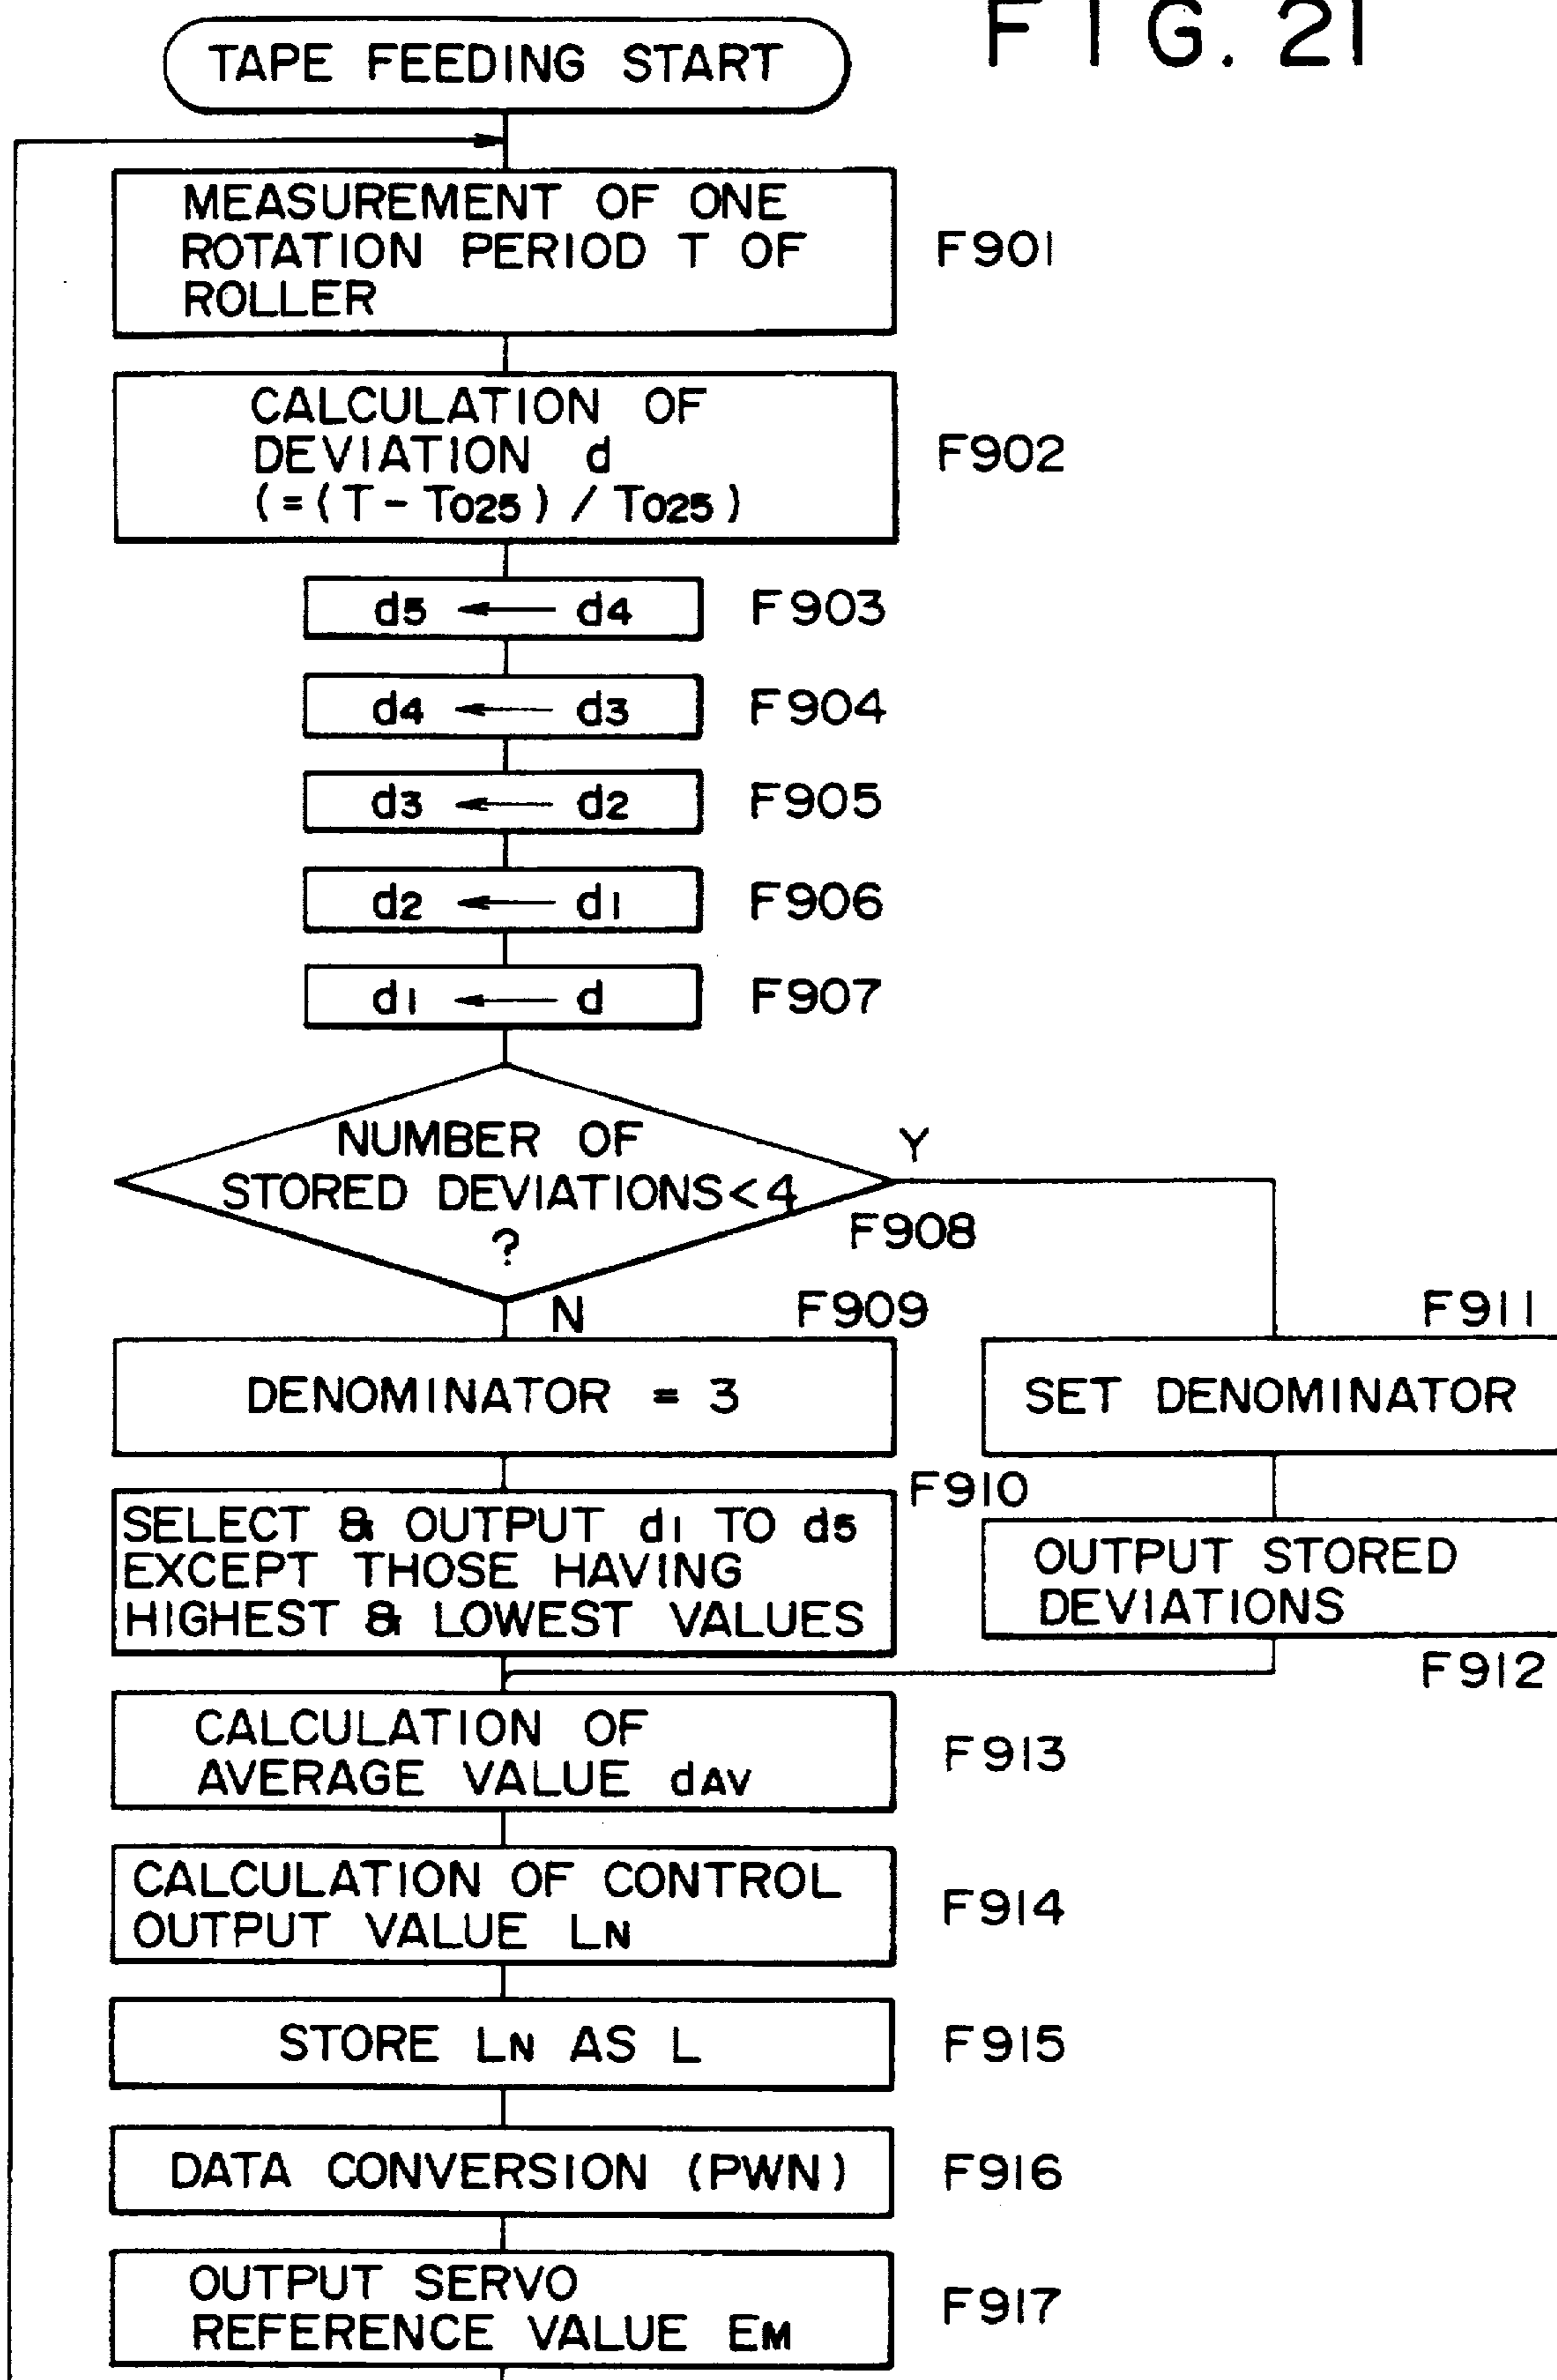 FIG. 21
TAPE FEEDING START
MEASUREMENT OF ONE
ROTATION PERIOD T OF
ROLLER
F901
CALCULATION OF
DEVIATION d
(=(T-T025)/T025)
F902
d5 ← d4
F903
d4 ← d3
F904
d3 ← d2
F905
d2 ← d1
F906
d1 ← d
F907
NUMBER OF
STORED DEVIATIONS<4
?
Y
F908
N
F909
DENOMINATOR = 3
F911
SET DENOMINATOR
F910
SELECT & OUTPUT d1 TO d5
EXCEPT THOSE HAVING
HIGHEST & LOWEST VALUES
OUTPUT STORED
DEVIATIONS
F912
CALCULATION OF
AVERAGE VALUE dAV
F913
CALCULATION OF CONTROL
OUTPUT VALUE LN
F914
STORE LN AS L
F915
DATA CONVERSION (PWN)
F916
OUTPUT SERVO
REFERENCE VALUE EM
F917